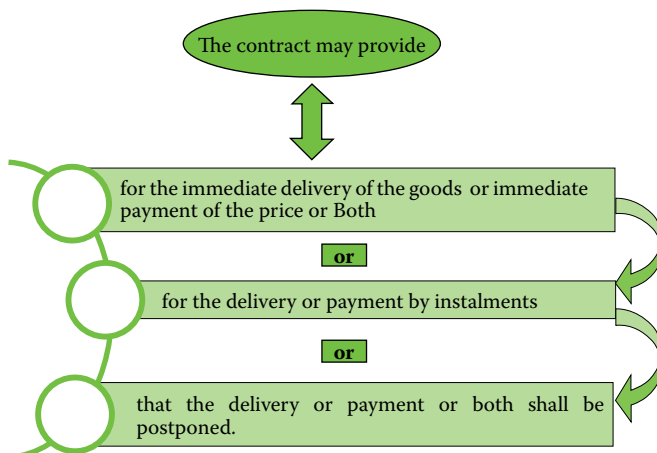 The contract may provide
for the immediate delivery of the goods or immediate
payment of the price or Both
or
for the delivery or payment by instalments
or
that the delivery or payment or both shall be
postponed.